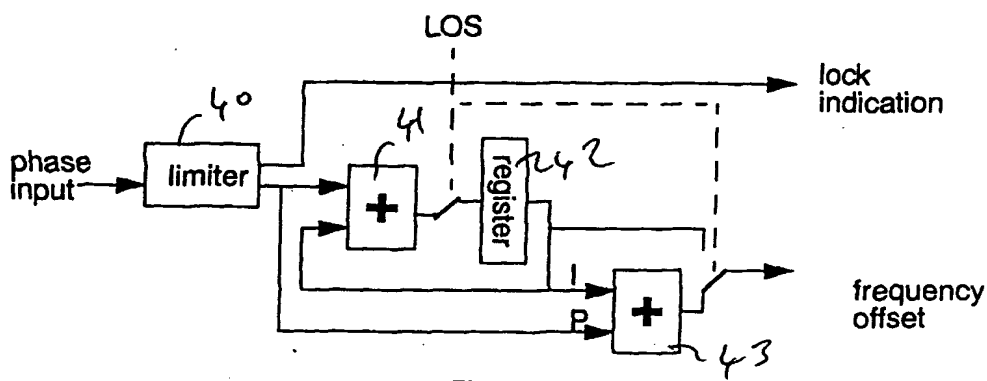 LOS
lock
indication
40
41
42
phase
input
limiter
+
register
I
P
+
frequency
offset
43